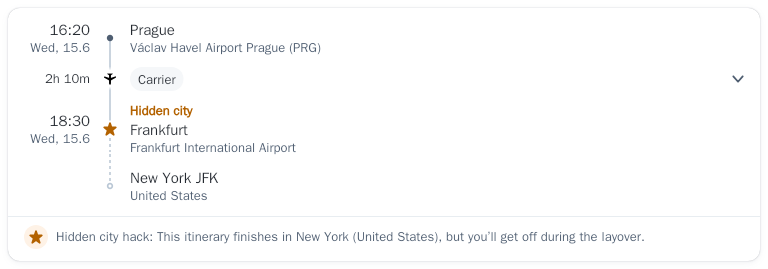 16:20
Prague
Wed, 15.6
Václav Havel Airport Prague (PRG)
2h 10m
Carrier
Hidden city
18:30
Frankfurt
Wed, 15.6
Frankfurt International Airport
New York JFK
United States
Hidden city hack: This itinerary finishes in New York (United States), but you'll get off during the layover.